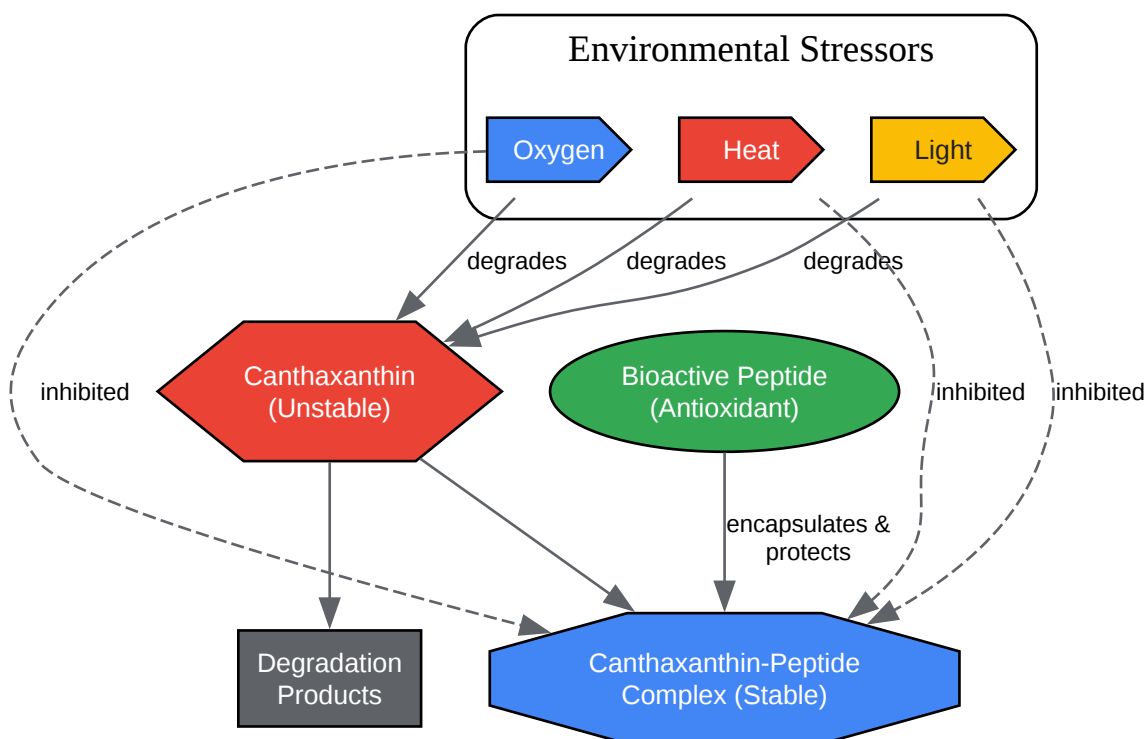 Environmental Stressors
Oxygen
Heat
Light
degrades
degrades
degrades
Canthaxanthin
(Unstable)
Bioactive Peptide
(Antioxidant)
inhibited
inhibited
inhibited
encapsulates &
protects
Degradation
Products
Canthaxanthin-Peptide
Complex (Stable)